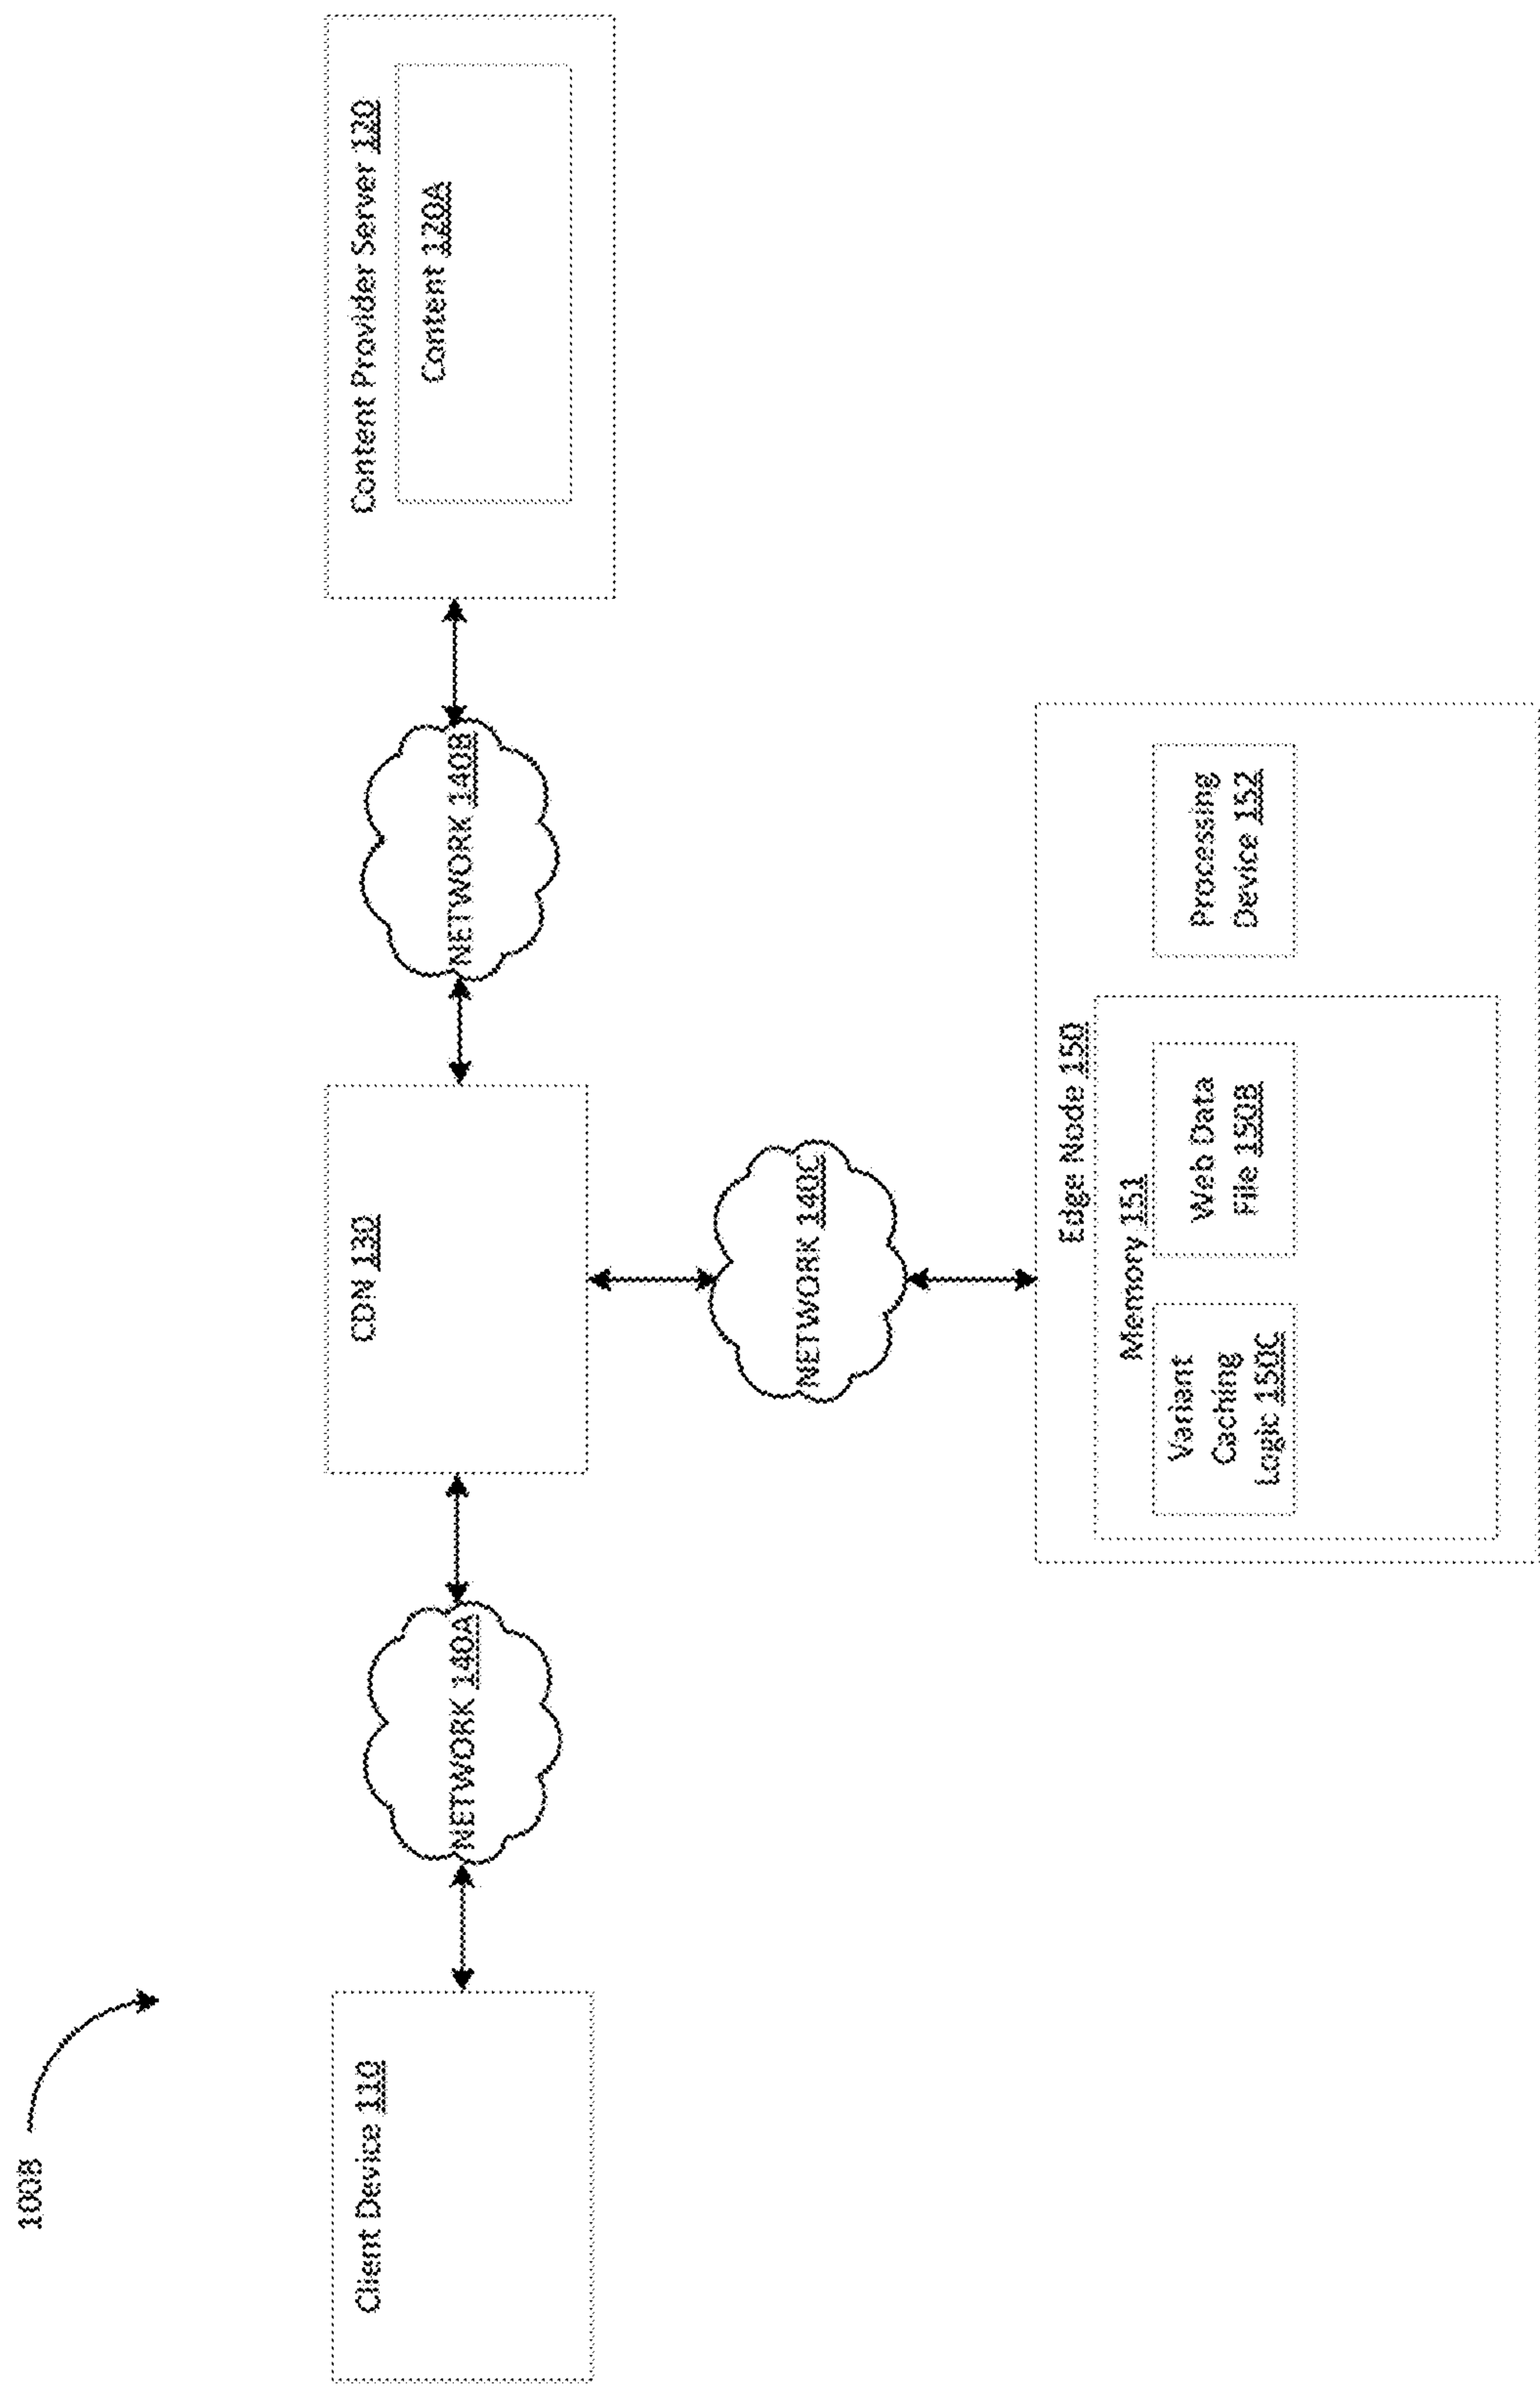 100B
Client Device 110
NETWORK 140A
CDN 130
NETWORK 140B
Content Provider Server 120
Content 120A
NETWORK 140C
Edge Node 150
Memory 151
Variant
Caching
Logic 150C
Web Data
File 150B
Processing
Device 152